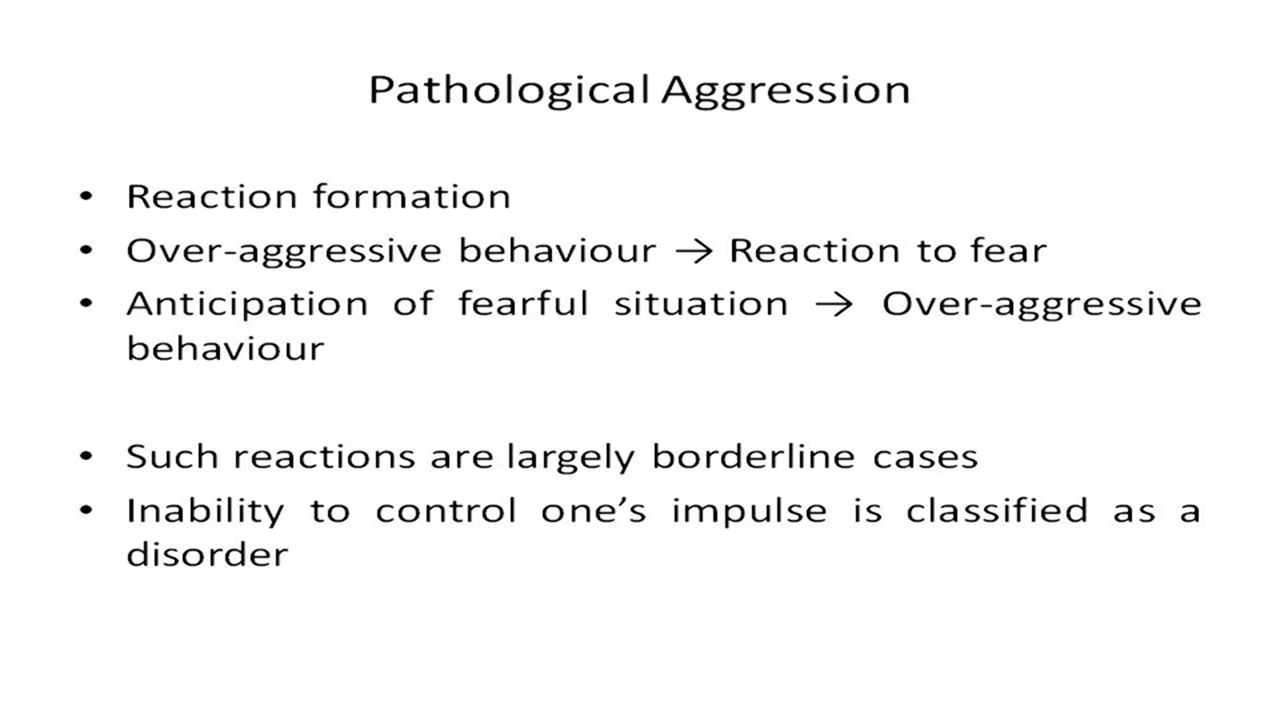 Pathological Aggression
• Reaction formation
• Over-aggressive behaviour → Reaction to fear
• Anticipation of fearful situation → Over-aggressive
behaviour
• Such reactions are largely borderline cases
• Inability to control one’s impulse is classified as a
disorder